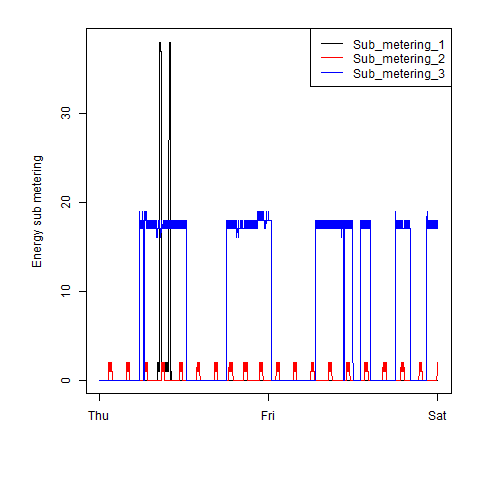 Sub_metering_1
Sub_metering_2
Sub_metering_3
Energy sub metering
30
20
10
0
Thu Fri Sat